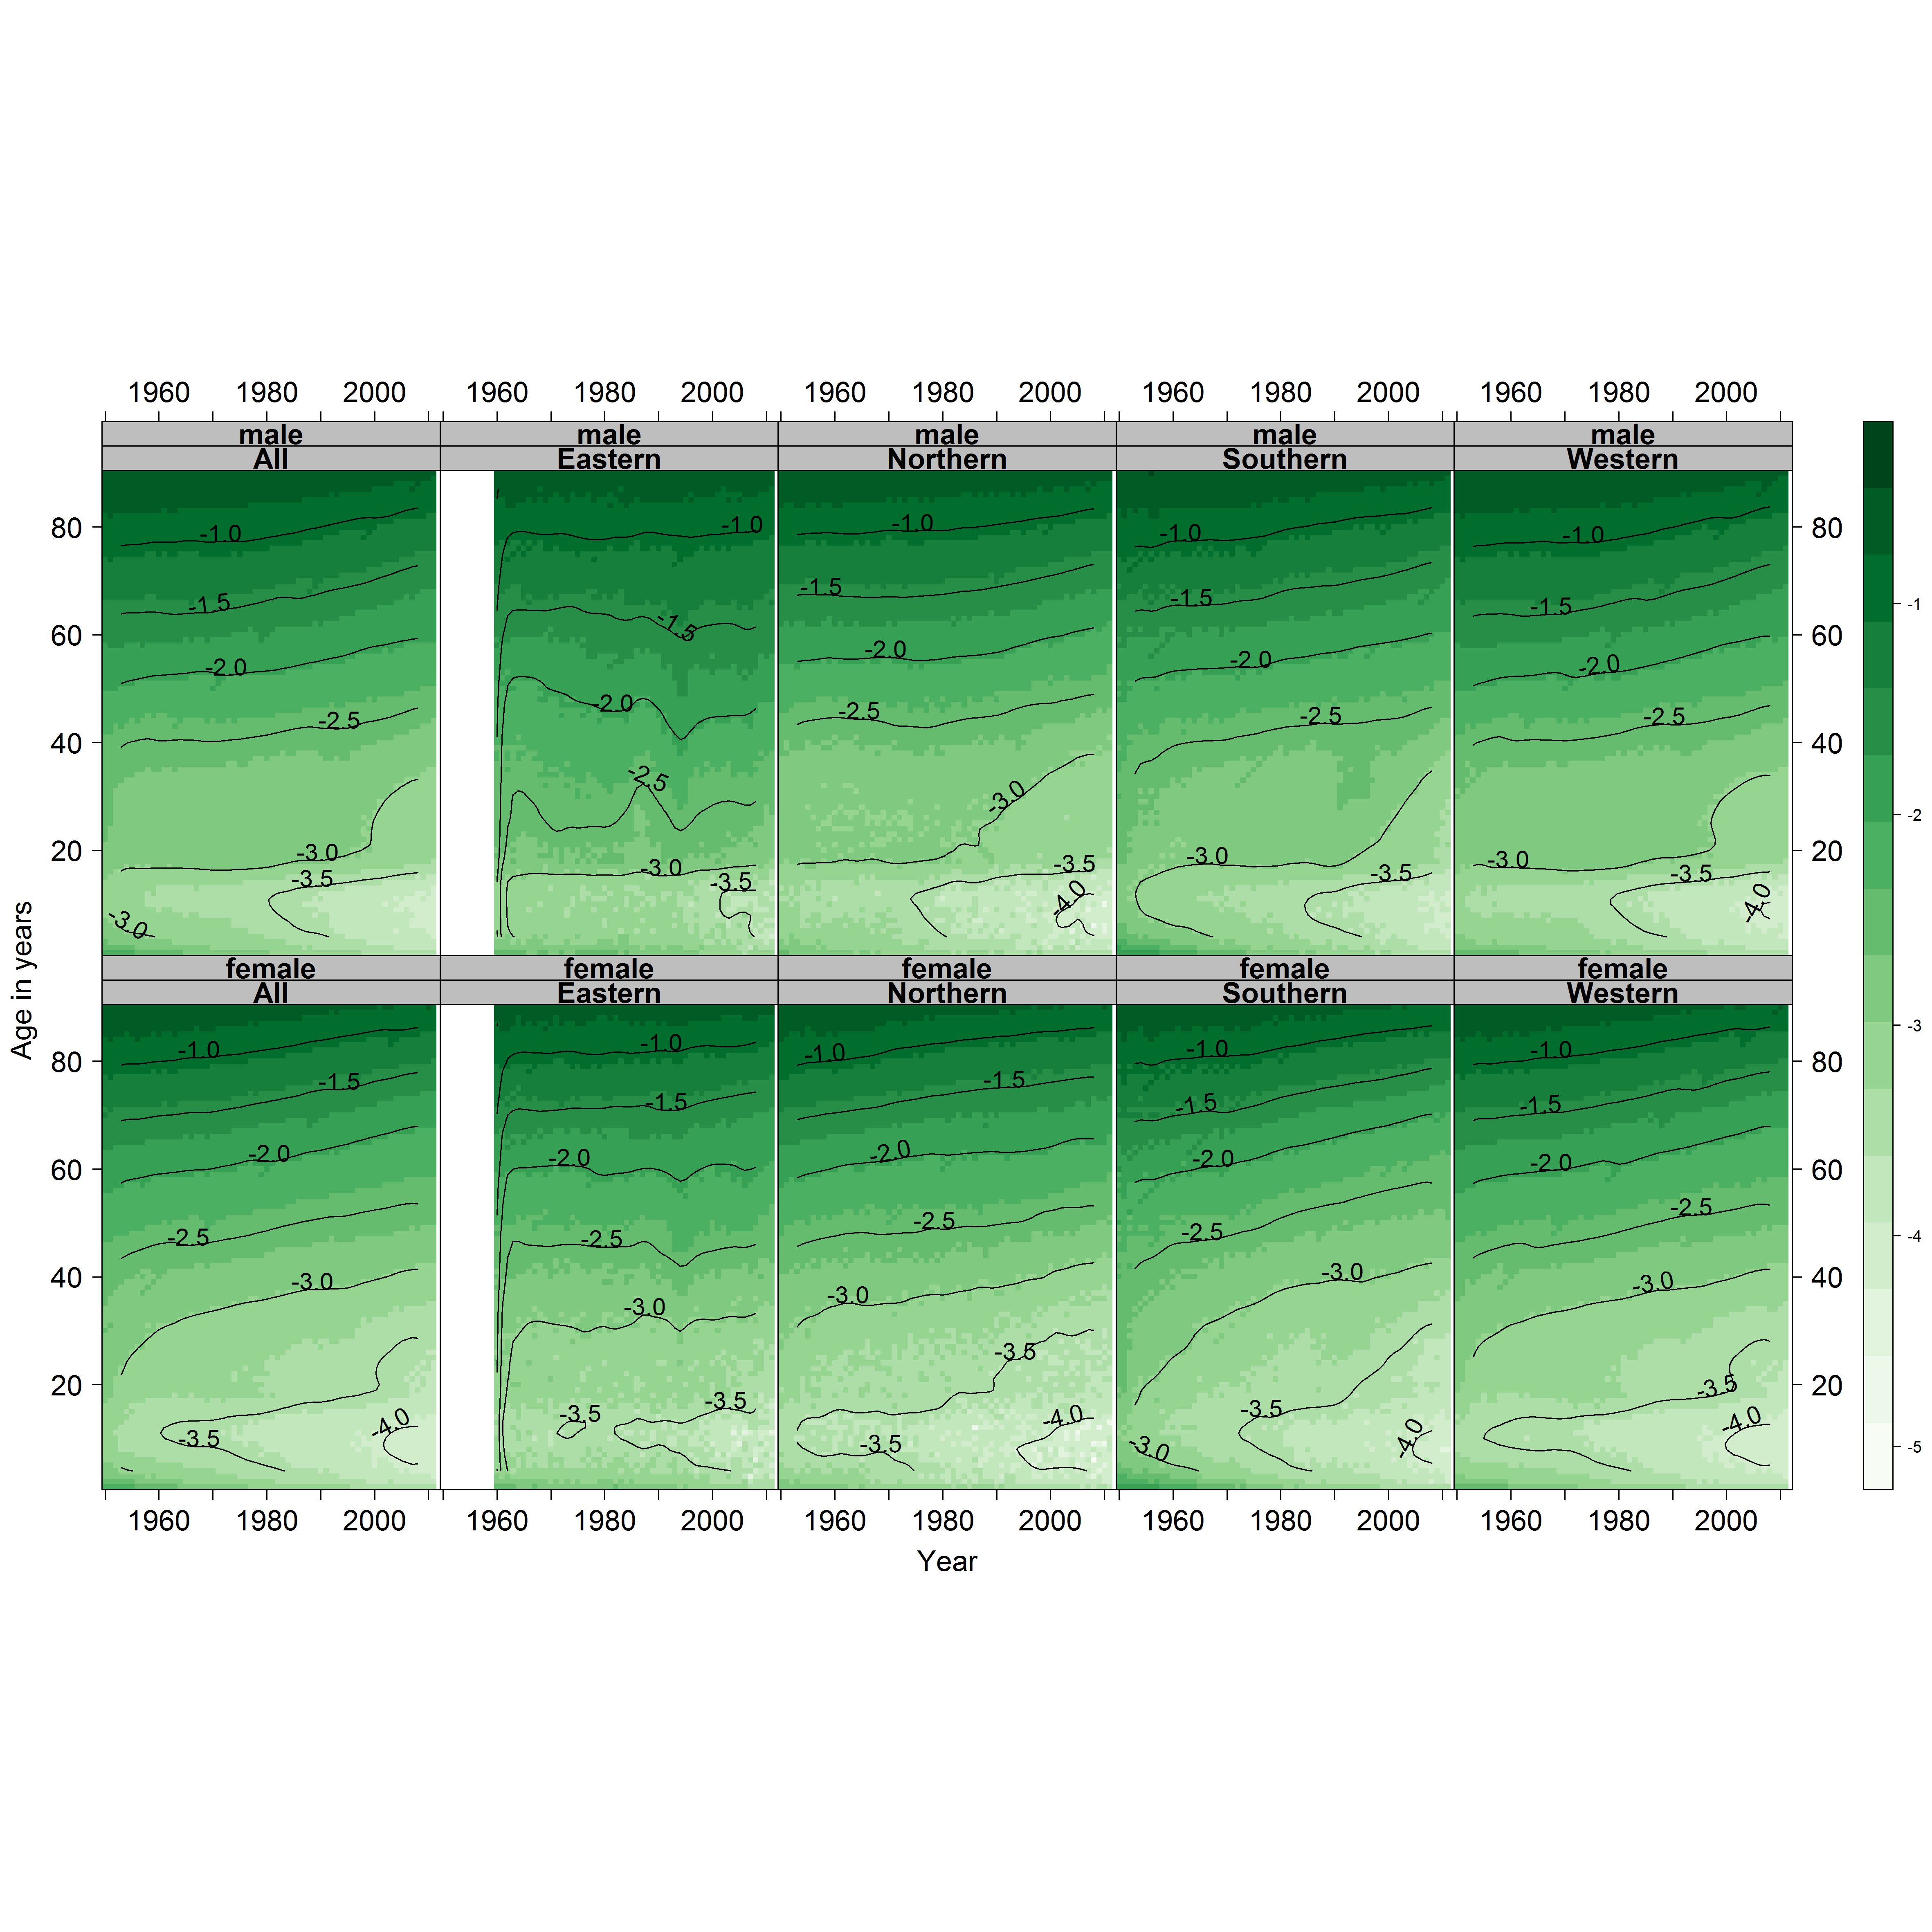 1960 1980 2000 1960 1980 2000 1960 1980 2000 1960 1980 2000 1960 1980 2000
male male male male male
All Eastern Northern Southern Western
80 -1.0 -1.0 -1.0 -1.0 -1.0 80
-1
-1.5 -1.5 -1.5 -1.5 -1.5
60 -2.0 -2.0 -2.0 -2.0 -2.0 60
-2.5 -2.5 -2.5 -2.5 -2.5
40 40
-2
-3.0
20 -3.0 -3.0 -3.0 -3.0 20
-3.5 -3.5 -3.5 -3.5 -3.5
-3.0 -4.0 -4.0
Age in years
female female female female female
All Eastern Northern Southern Western
-3
80 -1.0 -1.0 -1.0 -1.0 -1.0 80
-1.5 -1.5 -1.5 -1.5 -1.5
60 -2.0 -2.0 -2.0 -2.0 -2.0 60
-2.5 -2.5 -2.5 -2.5 -2.5
-4
40 -3.0 -3.0 -3.0 -3.0 -3.0 40
-3.5
20 -3.5 -3.5 -3.5 -3.5 20
-4.0 -4.0 -4.0 -4.0
-3.5 -3.5 -3.0
-5
1960 1980 2000 1960 1980 2000 1960 1980 2000 1960 1980 2000 1960 1980 2000
Year